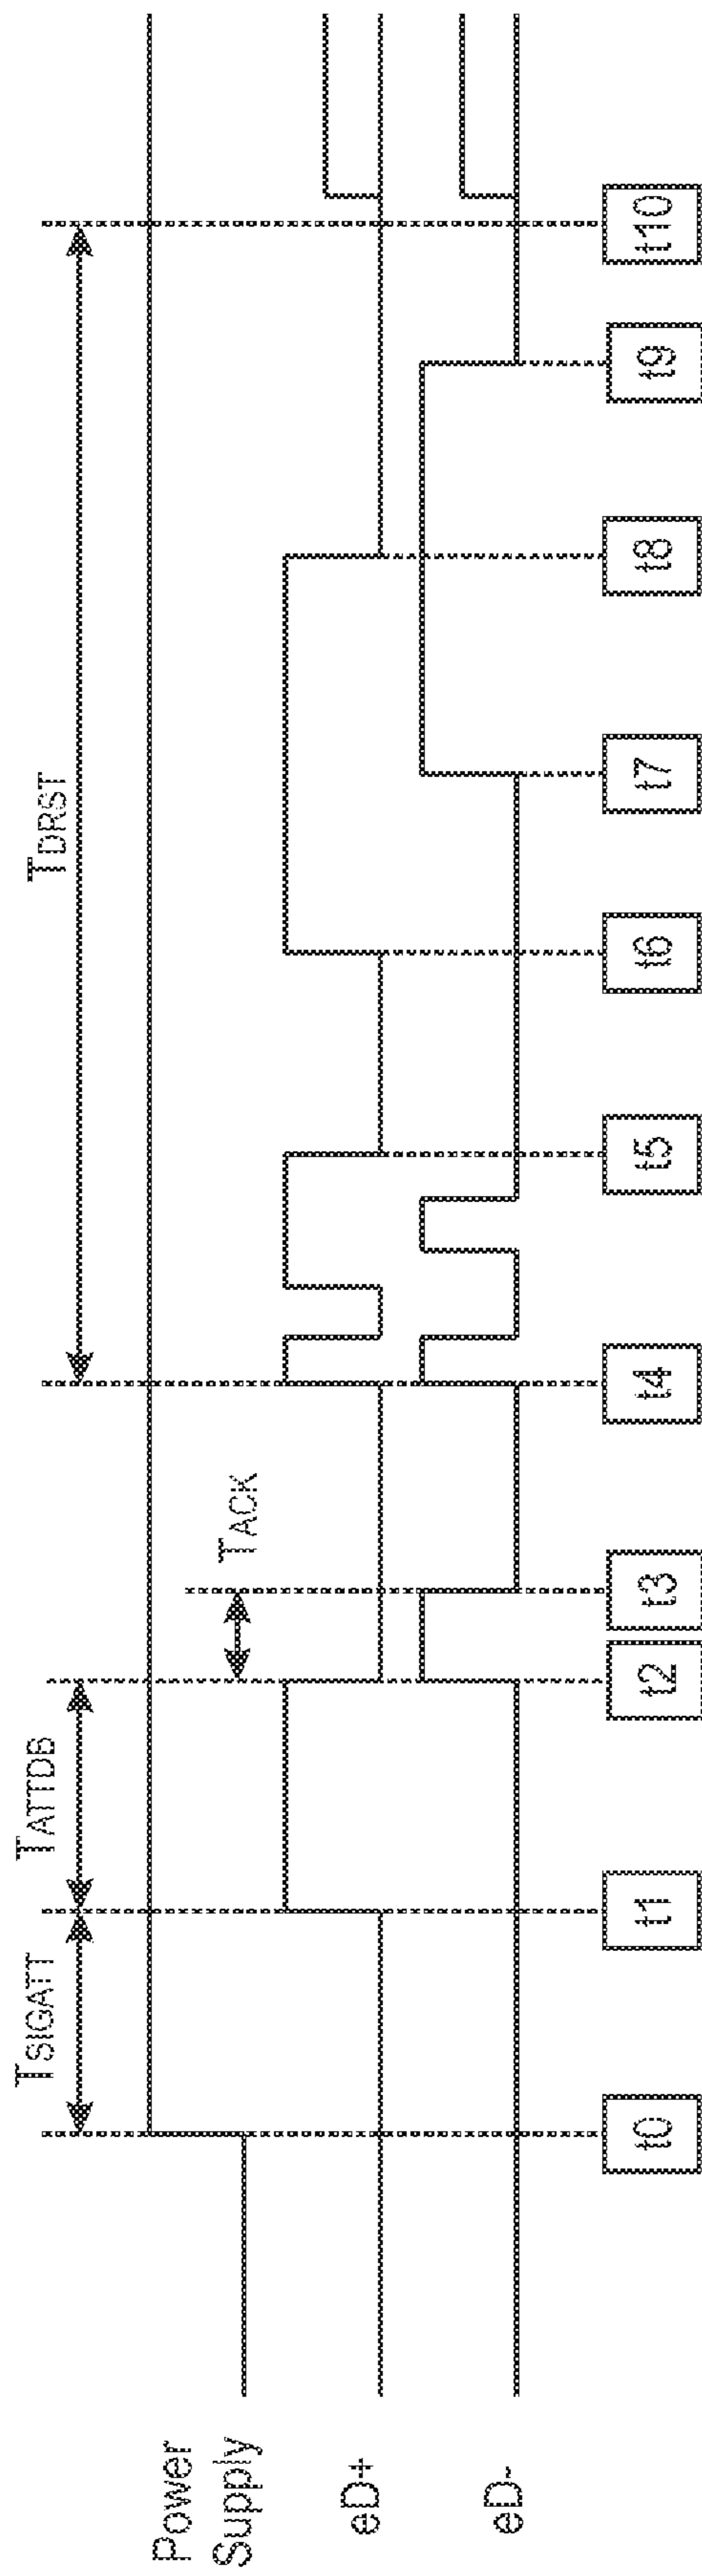 TSIGATT
TATTDB
TDRST
TACK
Power
Supply
eD+
eD-
t0
t1
t2
t3
t4
t5
t6
t7
t8
t9
t10